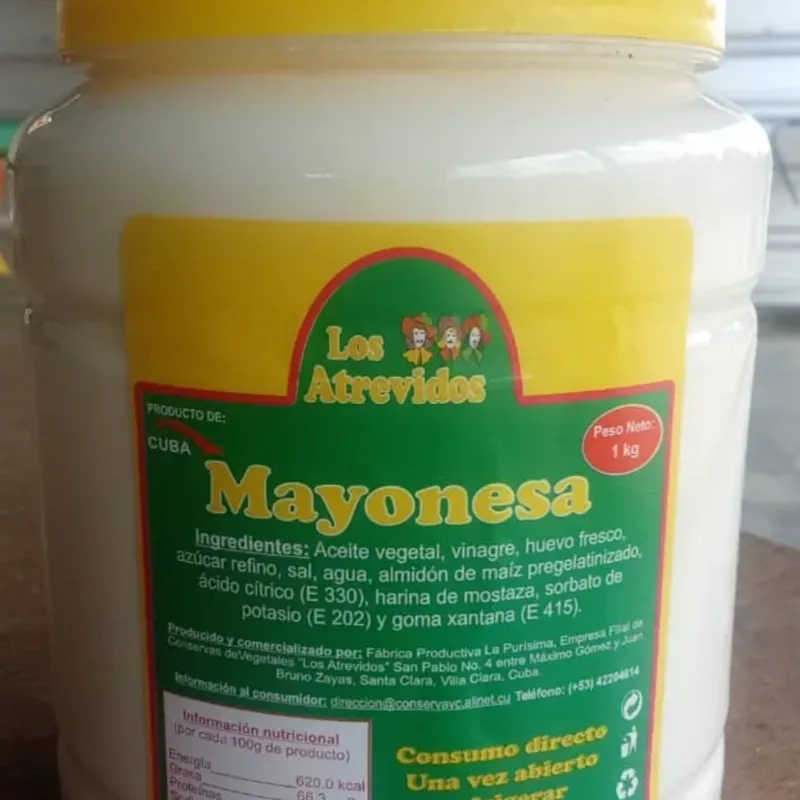 Los
Atrevidos
PRODUCTO DE:
CUBA
Peso Neto:
1 kg
Mayonesa
Ingredientes: Aceite vegetal, vinagre, huevo fresco,
azúcar refino, sal, agua, almidón de maíz pregelatinizado,
ácido cítrico (E 330), harina de mostaza, sorbato de
potasio (E 202) y goma xantana (E 415).
Producido y comercializado por: Fábrica Productiva La Purísima, Empresa Filial de
Conservas deVegetales "Los Atrevidos" San Pablo No. 4 entre Máximo Gómez y Juan
Bruno Zayas, Santa Clara, Villa Clara, Cuba.
Información al consumidor: direccion@conservavc.alinet.cu Teléfono: (+53) 42204614
Información nutricional
(por cada 100g de producto)
Energía 620.0 kcal
Grasa 66.3
Proteínas
Consumo directo
Una vez abierto